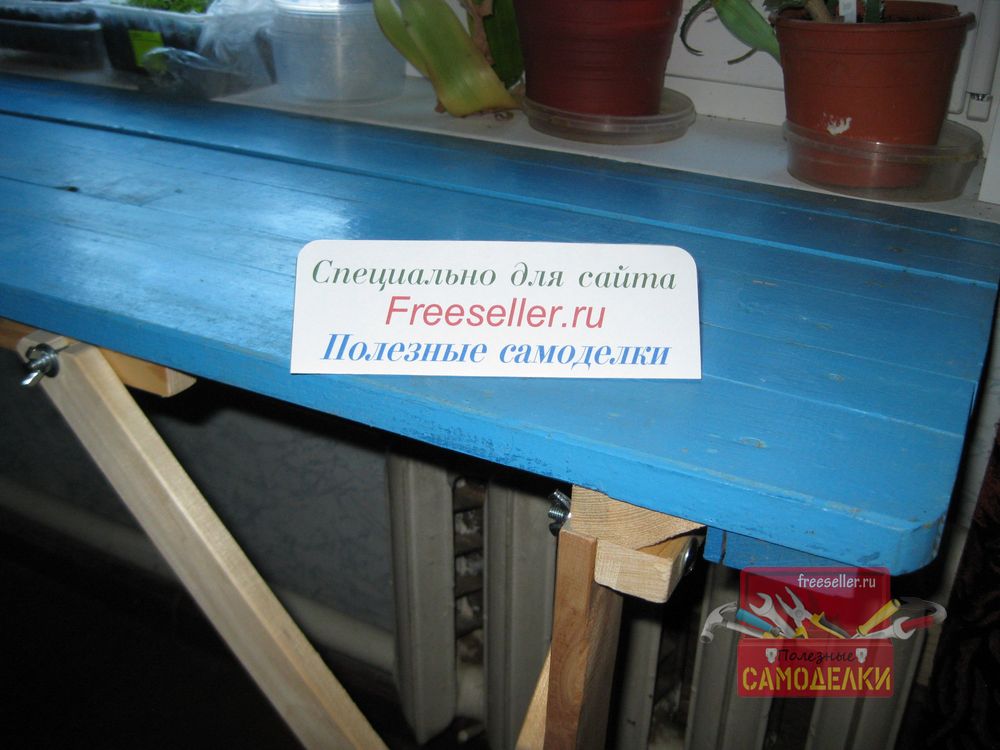 Специально для сайта
Freeseller.ru
Полезные самоделки
freeseller.ru
Полезные
САМОДЕЛКИ